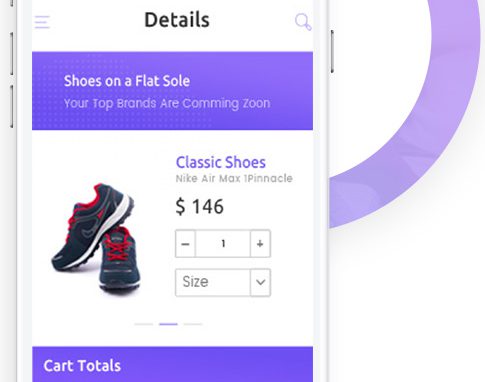 Details
Shoes on a Flat Sole
Your Top Brands Are Comming Zoon
Classic Shoes
Nike Air Max 1Pinnacle
$ 146
- 1 +
Size
Cart Totals